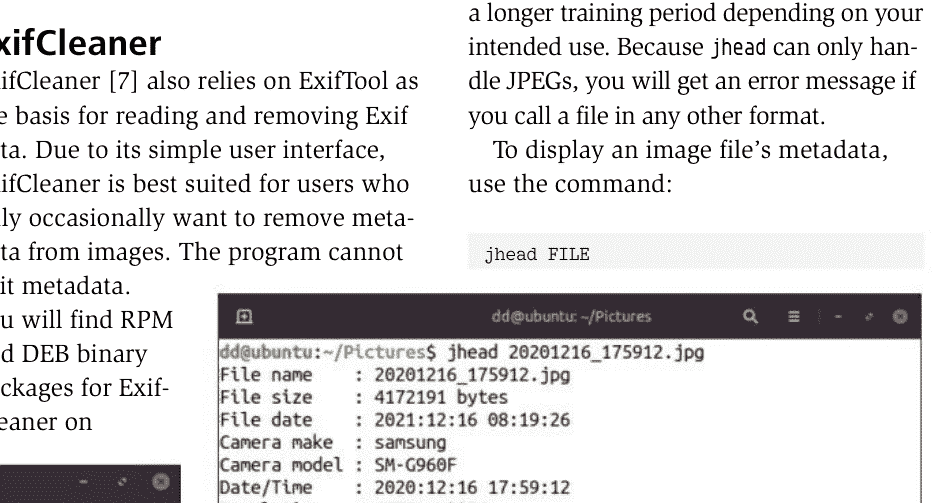 xifCleaner
ifCleaner [7] also relies on ExifTool as
e basis for reading and removing Exif
ta. Due to its simple user interface,
ifCleaner is best suited for users who
ly occasionally want to remove meta-
ta from images. The program cannot
it metadata.
u will find RPM
d DEB binary
ckages for Exif-
eaner on
a longer training period depending on your
intended use. Because jhead can only han-
dle JPEGs, you will get an error message if
you call a file in any other format.
To display an image file's metadata,
use the command:
jhead FILE
dd@ubuntu: ~/Pictures
dd@ubuntu:~/Pictures$ jhead 20201216_175912.jpg
File name    : 20201216_175912.jpg
File size    : 4172191 bytes
File date    : 2021:12:16 08:19:26
Camera make  : samsung
Camera model : SM-G960F
Date/Time    : 2020:12:16 17:59:12